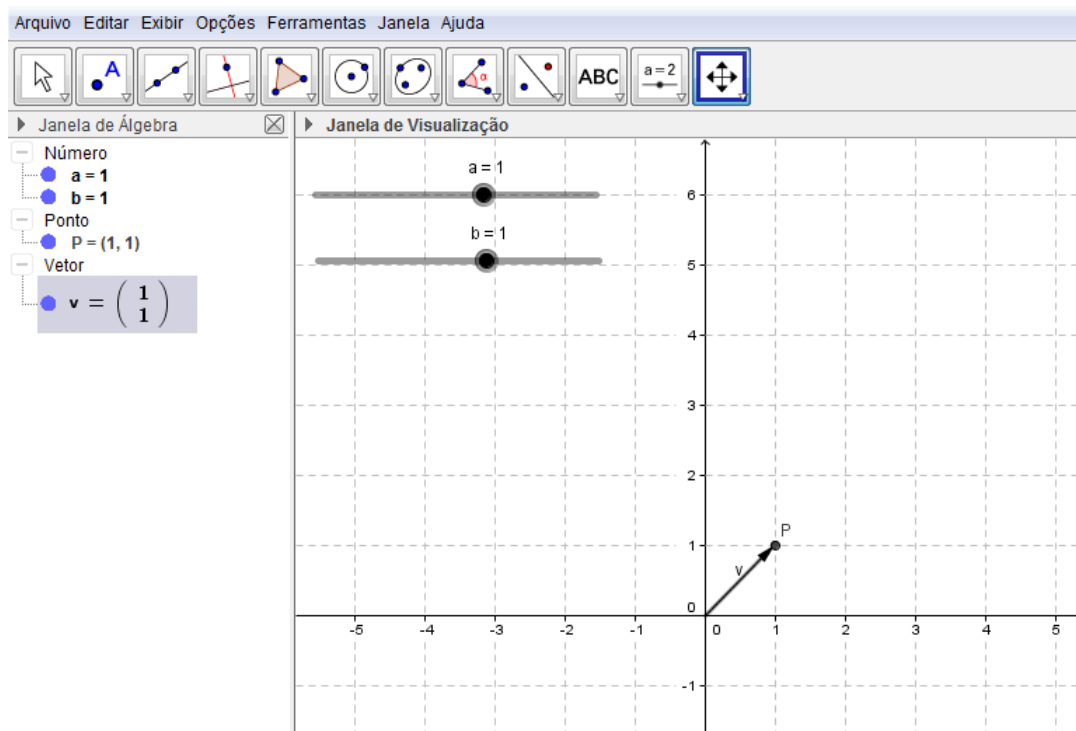 Arquivo Editar Exibir Opções Ferramentas Janela Ajuda
A α ABC a=2
Janela de Álgebra
Número
a = 1
b = 1
Ponto
P = (1, 1)
Vetor
v = ( 1
1 )
Janela de Visualização
a = 1
b = 1
6
5
4
3
2
1
0
-1
P
v
-5 -4 -3 -2 -1 0 1 2 3 4 5